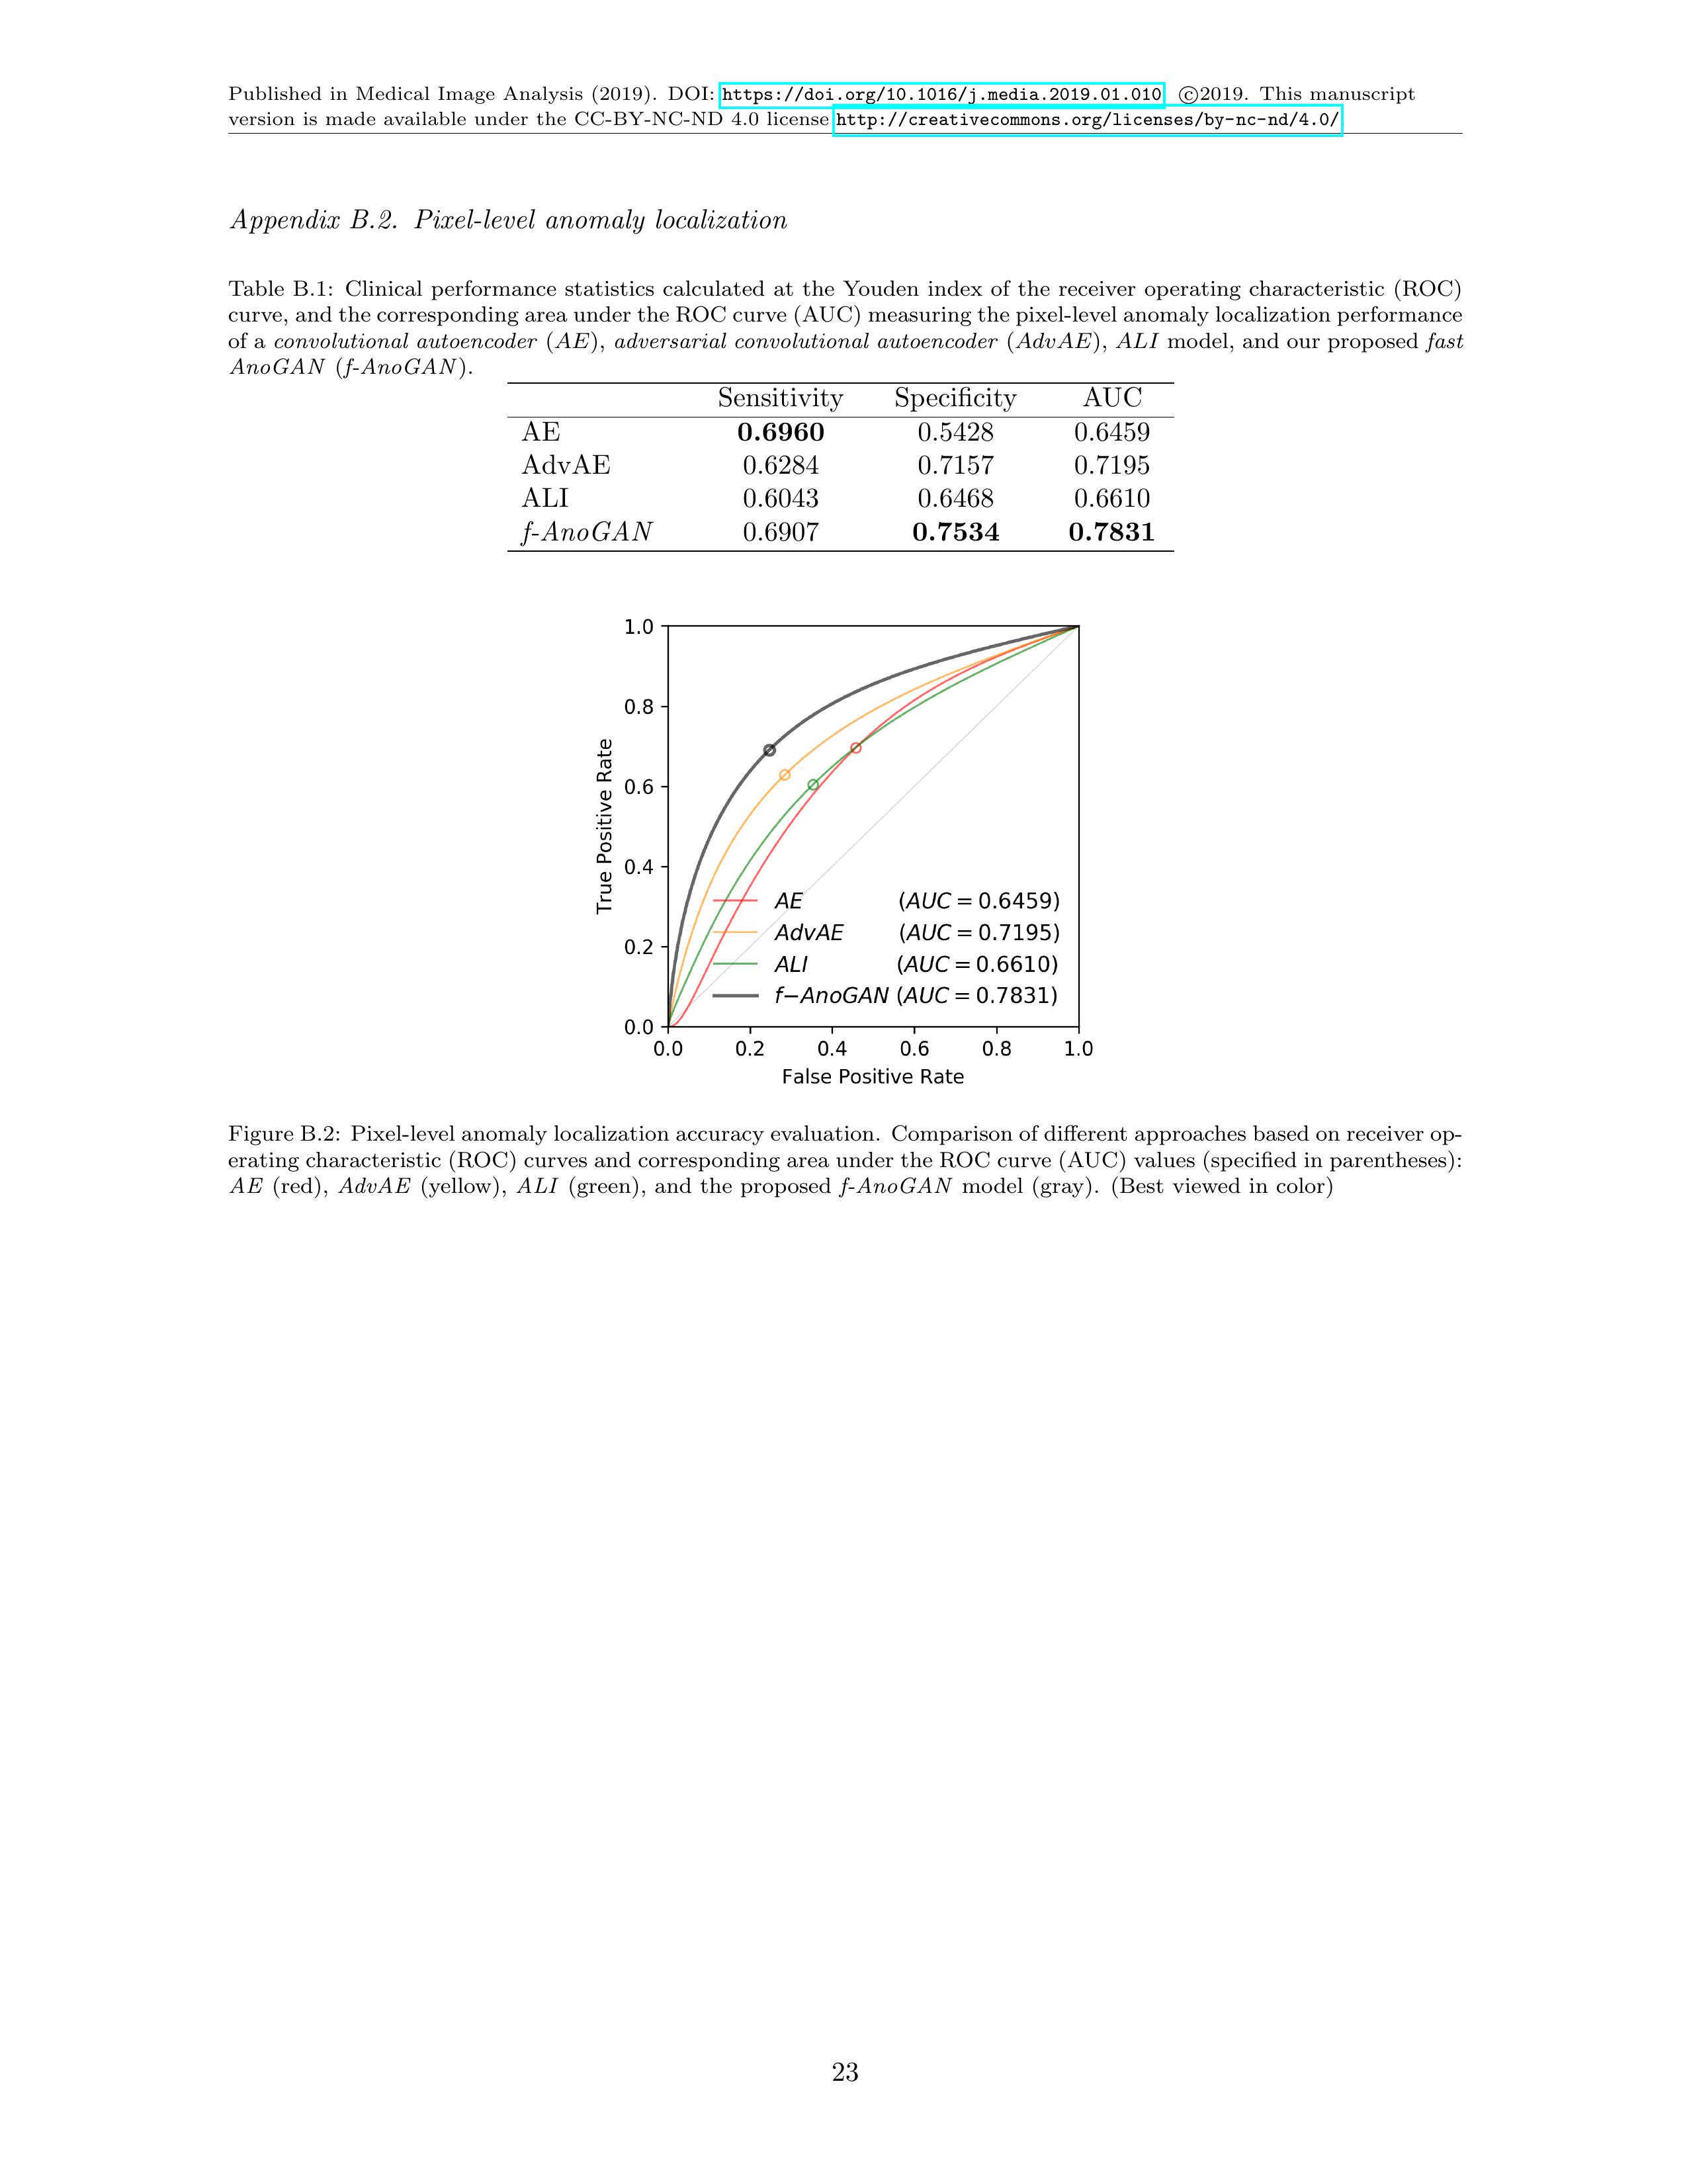 Published in Medical Image Analysis (2019). DOI: https://doi.org/10.1016/j.media.2019.01.010 ©2019. This manuscript
version is made available under the CC-BY-NC-ND 4.0 license http://creativecommons.org/licenses/by-nc-nd/4.0/
Appendix B.2. Pixel-level anomaly localization
Table B.1: Clinical performance statistics calculated at the Youden index of the receiver operating characteristic (ROC)
curve, and the corresponding area under the ROC curve (AUC) measuring the pixel-level anomaly localization performance
of a convolutional autoencoder (AE), adversarial convolutional autoencoder (AdvAE), ALI model, and our proposed fast
AnoGAN (f-AnoGAN).
Sensitivity Specificity AUC
AE 0.6960 0.5428 0.6459
AdvAE 0.6284 0.7157 0.7195
ALI 0.6043 0.6468 0.6610
f-AnoGAN 0.6907 0.7534 0.7831
1.0
0.8
0.6
0.4
0.2
0.0
True Positive Rate
AE (AUC = 0.6459)
AdvAE (AUC = 0.7195)
ALI (AUC = 0.6610)
f−AnoGAN (AUC = 0.7831)
0.0 0.2 0.4 0.6 0.8 1.0
False Positive Rate
Figure B.2: Pixel-level anomaly localization accuracy evaluation. Comparison of different approaches based on receiver op-
erating characteristic (ROC) curves and corresponding area under the ROC curve (AUC) values (specified in parentheses):
AE (red), AdvAE (yellow), ALI (green), and the proposed f-AnoGAN model (gray). (Best viewed in color)
23